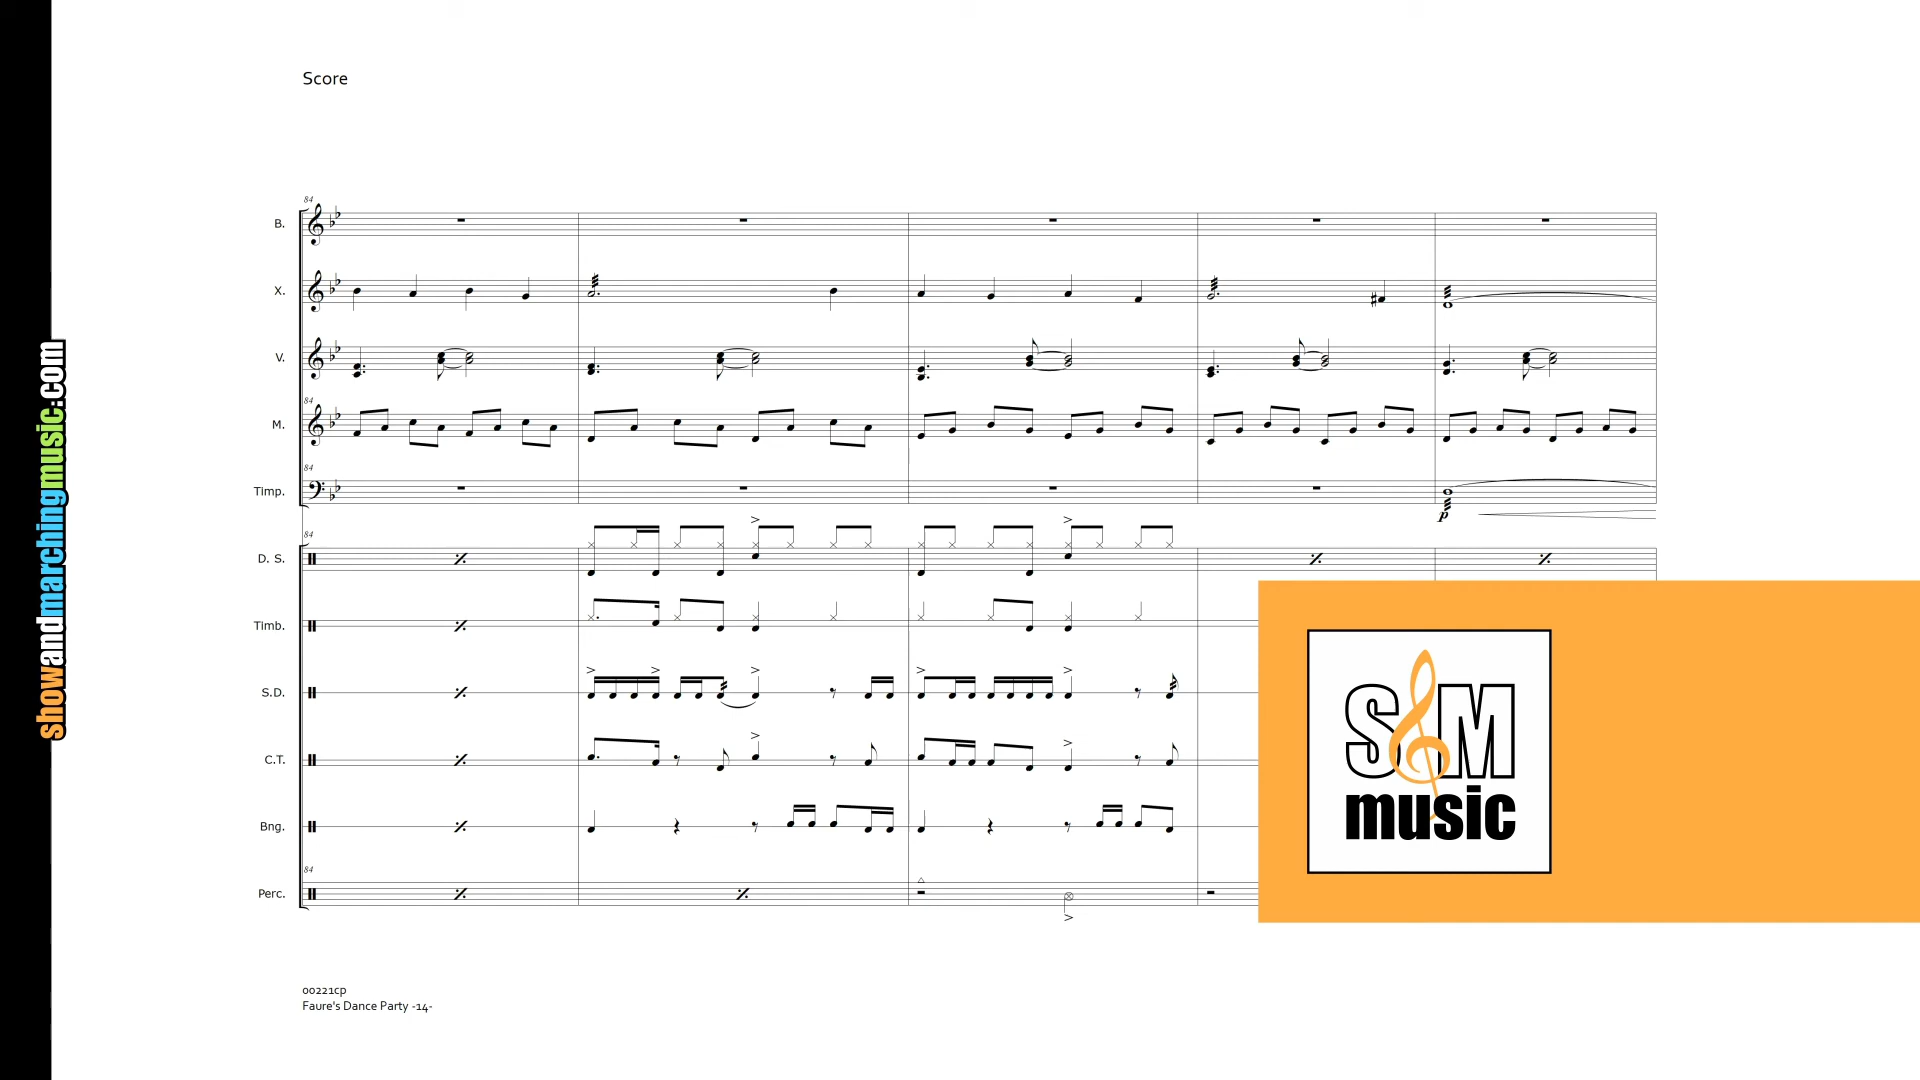 Score
84
B.
X.
V.
84
M.
84
Timp.
p
84
D. S.
Timb.
S.D.
C.T.
Bng.
84
Perc.
00221cp
Faure's Dance Party -14-
showandmarchingmusic.com
S&M
music